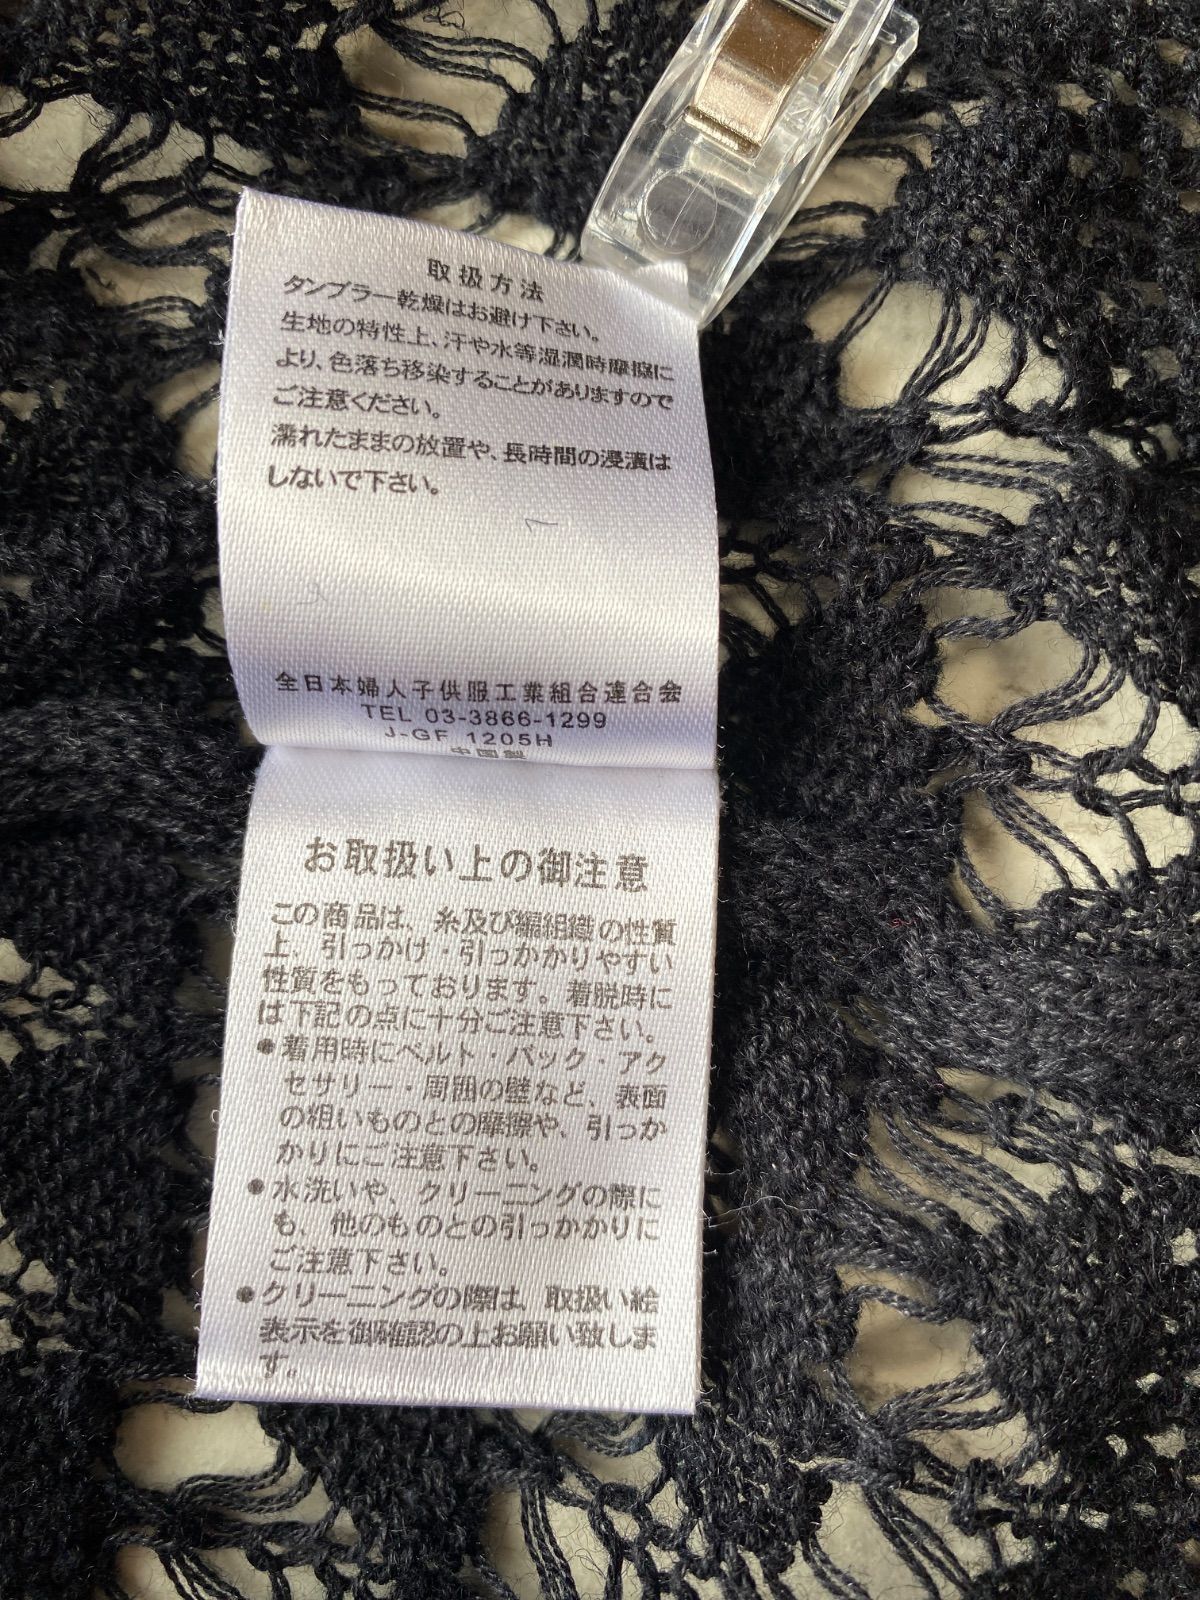 取扱方法
タンブラー乾燥はお避け下さい。
生地の特性上、汗や水等湿潤時摩擦に
より、色落ち移染することがありますので
ご注意ください。
濡れたままの放置や、長時間の浸漬は
しないで下さい。
全日本婦人子供服工業組合連合会
TEL 03-3866-1299
J-GF 1205H
中国製
お取扱い上の御注意
この商品は、糸及び編組織の性質
上、引っかけ・引っかかりやすい
性質をもっております。着脱時に
は下記の点に十分ご注意下さい。
●着用時にベルト・バック・アク
セサリー・周囲の壁など、表面
の粗いものとの摩擦や、引っか
かりにご注意下さい。
●水洗いや、クリーニングの際に
も、他のものとの引っかかりに
ご注意下さい。
●クリーニングの際は、取扱い絵
表示を御確認の上お願い致しま
す。